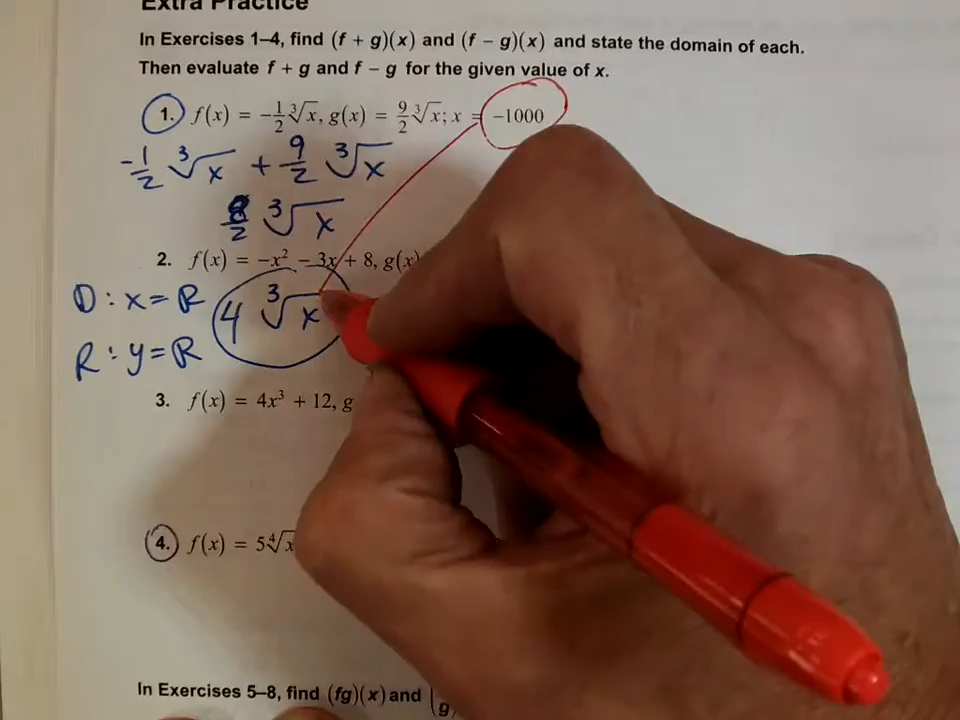 Extra Practice
In Exercises 1–4, find (f + g)(x) and (f − g)(x) and state the domain of each.
Then evaluate f + g and f − g for the given value of x.
1. f(x) = −1/2 ∛x, g(x) = 9/2 ∛x; x = −1000
-1/2 ∛x + 9/2 ∛x
8/2 ∛x
2. f(x) = −x² − 3x + 8, g(x)
D : x = ℝ
4 ∛x
R : y = ℝ
3. f(x) = 4x³ + 12, g
4. f(x) = 5∜x
In Exercises 5–8, find (fg)(x) and (g